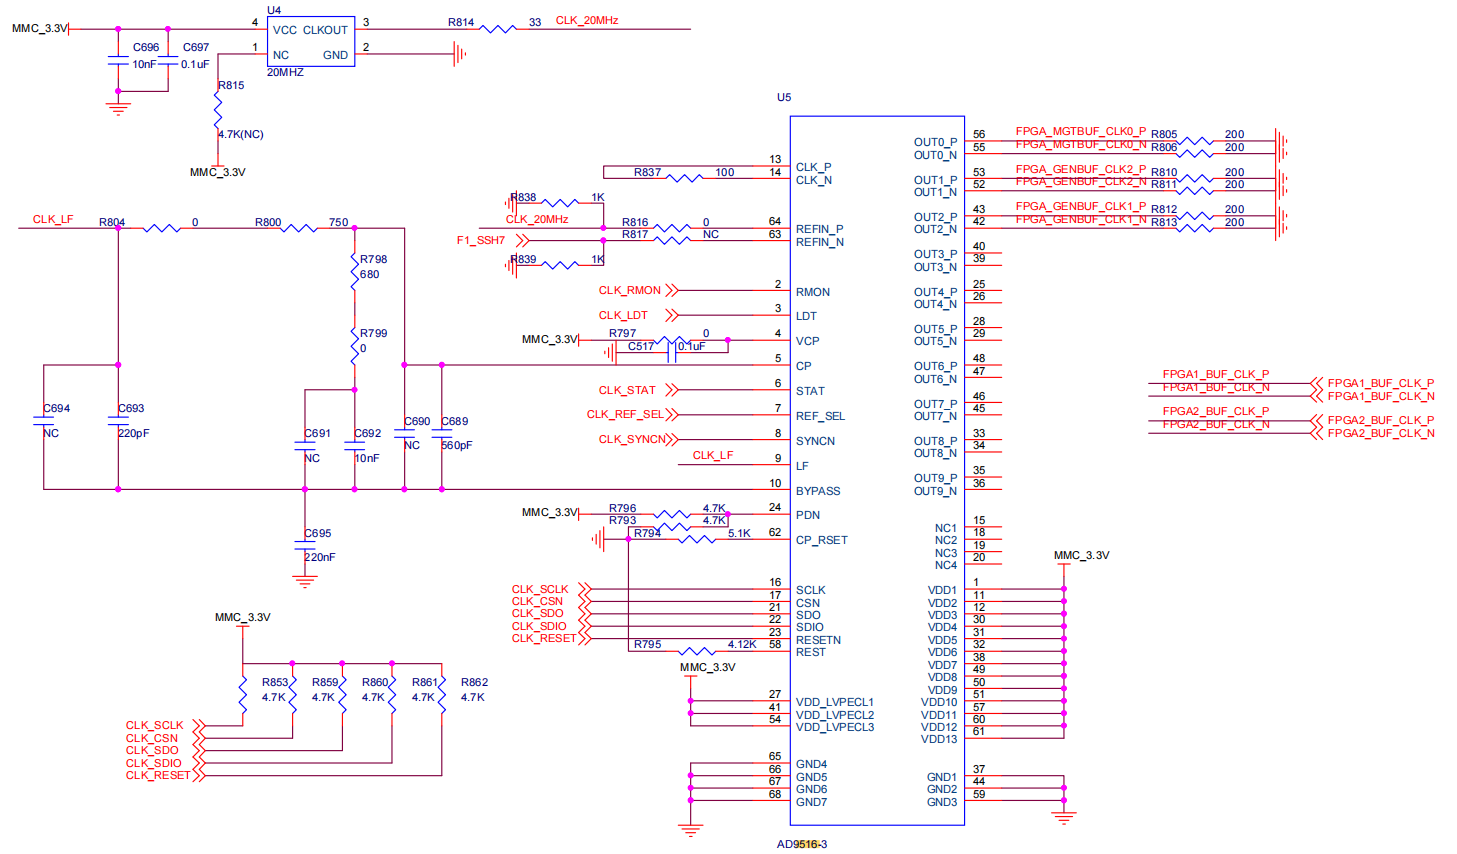 U4
MMC_3.3V
4
VCC CLKOUT
3
R814
33
CLK_20MHz
C696
10nF
C697
0.1uF
1
NC
GND
2
20MHZ
R815
4.7K(NC)
MMC_3.3V
CLK_LF
R804
0
R800
750
R798
680
R799
0
C694
NC
C693
220pF
C691
NC
C692
10nF
C690
NC
C689
560pF
C695
220nF
MMC_3.3V
R853
4.7K
R859
4.7K
R860
4.7K
R861
4.7K
R862
4.7K
CLK_SCLK
CLK_CSN
CLK_SDO
CLK_SDIO
CLK_RESET
U5
R837
100
13
CLK_P
14
CLK_N
R838
1K
CLK_20MHz
R816
0
64
REFIN_P
F1_SSH7
R817
NC
63
REFIN_N
R839
1K
CLK_RMON
2
RMON
CLK_LDT
3
LDT
MMC_3.3V
R797
0
4
VCP
C517
0.1uF
5
CP
CLK_STAT
6
STAT
CLK_REF_SEL
7
REF_SEL
CLK_SYNCN
8
SYNCN
CLK_LF
9
LF
10
BYPASS
MMC_3.3V
R796
4.7K
24
PDN
R793
4.7K
R794
5.1K
62
CP_RSET
CLK_SCLK
16
SCLK
CLK_CSN
17
CSN
CLK_SDO
21
SDO
CLK_SDIO
22
SDIO
CLK_RESET
23
RESETN
R795
4.12K
58
REST
MMC_3.3V
27
VDD_LVPECL1
41
VDD_LVPECL2
54
VDD_LVPECL3
65
GND4
66
GND5
67
GND6
68
GND7
AD9516-3
OUT0_P
56
FPGA_MGTBUF_CLK0_P
R805
200
OUT0_N
55
FPGA_MGTBUF_CLK0_N
R806
200
OUT1_P
53
FPGA_GENBUF_CLK2_P
R810
200
OUT1_N
52
FPGA_GENBUF_CLK2_N
R811
200
OUT2_P
43
FPGA_GENBUF_CLK1_P
R812
200
OUT2_N
42
FPGA_GENBUF_CLK1_N
R813
200
OUT3_P
40
OUT3_N
39
OUT4_P
25
OUT4_N
26
OUT5_P
28
OUT5_N
29
OUT6_P
48
OUT6_N
47
OUT7_P
46
OUT7_N
45
OUT8_P
33
OUT8_N
34
OUT9_P
35
OUT9_N
36
NC1
15
NC2
18
NC3
19
NC4
20
MMC_3.3V
VDD1
1
VDD2
11
VDD3
12
VDD4
30
VDD5
31
VDD6
32
VDD7
38
VDD8
49
VDD9
50
VDD10
51
VDD11
57
VDD12
60
VDD13
61
GND1
37
GND2
44
GND3
59
FPGA1_BUF_CLK_P
FPGA1_BUF_CLK_P
FPGA1_BUF_CLK_N
FPGA1_BUF_CLK_N
FPGA2_BUF_CLK_P
FPGA2_BUF_CLK_P
FPGA2_BUF_CLK_N
FPGA2_BUF_CLK_N